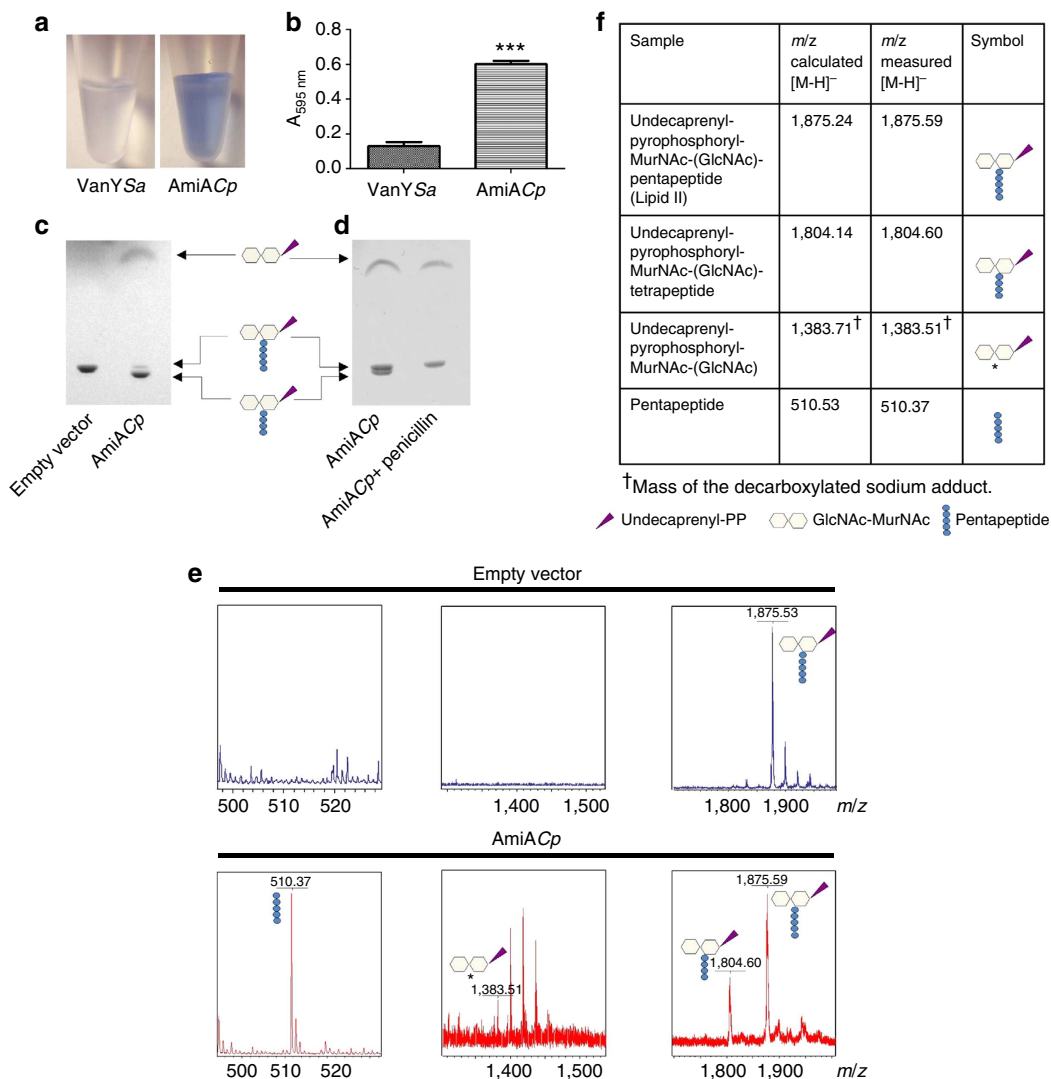 a
VanYSa
AmiACp
b
A595 nm
0.8
0.6
0.4
0.2
0.0
***
VanYSa
AmiACp
c
Empty vector
AmiACp
d
AmiACp
AmiACp+ penicillin
f
Sample
m/z calculated [M-H]–
m/z measured [M-H]–
Symbol
Undecaprenyl-
pyrophosphoryl-
MurNAc-(GlcNAc)-
pentapeptide
(Lipid II)
1,875.24
1,875.59
Undecaprenyl-
pyrophosphoryl-
MurNAc-(GlcNAc)-
tetrapeptide
1,804.14
1,804.60
Undecaprenyl-
pyrophosphoryl-
MurNAc-(GlcNAc)
1,383.71†
1,383.51†
*
Pentapeptide
510.53
510.37
†Mass of the decarboxylated sodium adduct.
Undecaprenyl-PP
GlcNAc-MurNAc
Pentapeptide
e
Empty vector
500 510 520
1,400 1,500
1,875.53
1,800 1,900 m/z
AmiACp
510.37
500 510 520
*
1,383.51
1,400 1,500
1,875.59
1,804.60
1,800 1,900 m/z